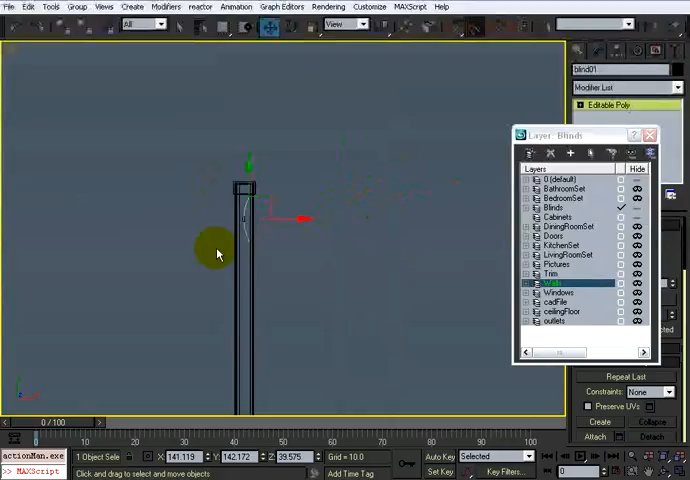 File Edit Tools Group Views Create Modifiers reactor Animation Graph Editors Rendering Customize MAXScript Help
All
View
blind01
Modifier List
Editable Poly
Layer: Blinds
Layers Hide
0 (default)
BathroomSet
BedroomSet
Blinds
Cabinets
DiningRoomSet
Doors
KitchenSet
LivingRoomSet
Pictures
Trim
Walls
Windows
cadFile
ceilingFloor
outlets
Repeat Last
Constraints: None
Preserve UVs
Create Collapse
Attach Detach
0 / 100
0 10 20 30 40 50 60 70 80 90 100
actionMan.exe
1 Object Selec
X: 141.119
Y: 142.172
Z: 39.575
Grid = 10.0
Auto Key
Selected
>> MAXScript
Click and drag to select and move objects
Add Time Tag
Set Key
Key Filters...
0